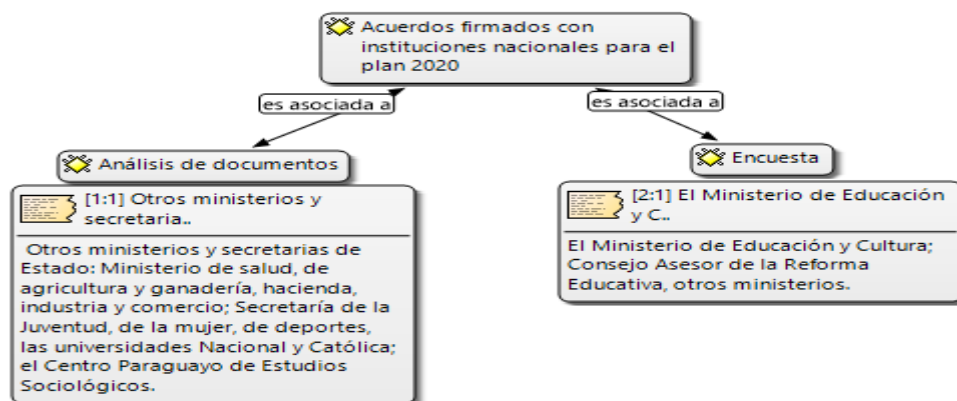 Acuerdos firmados con
instituciones nacionales para el
plan 2020
es asociada a
es asociada a
Análisis de documentos
Encuesta
[1:1] Otros ministerios y
secretaria..
Otros ministerios y secretarias de
Estado: Ministerio de salud, de
agricultura y ganadería, hacienda,
industria y comercio; Secretaría de la
Juventud, de la mujer, de deportes,
las universidades Nacional y Católica;
el Centro Paraguayo de Estudios
Sociológicos.
[2:1] El Ministerio de Educación
y C..
El Ministerio de Educación y Cultura;
Consejo Asesor de la Reforma
Educativa, otros ministerios.